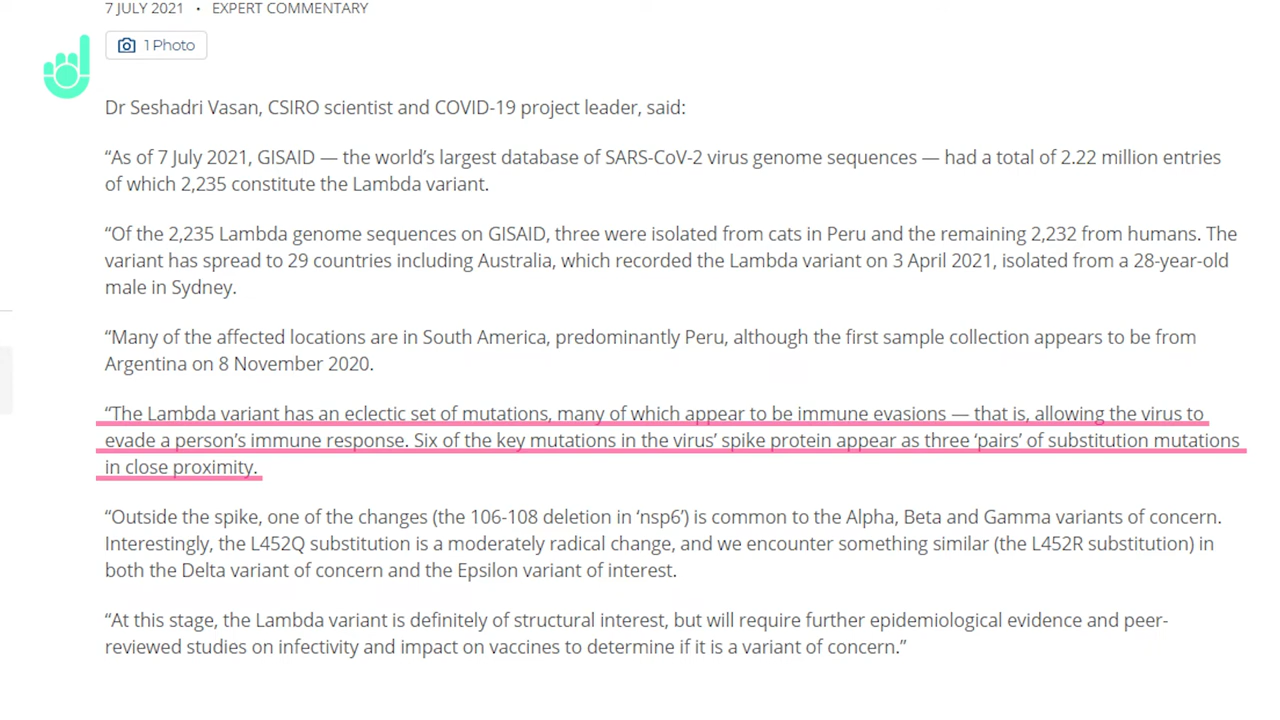 7 JULY 2021 • EXPERT COMMENTARY
1 Photo
Dr Seshadri Vasan, CSIRO scientist and COVID-19 project leader, said:
“As of 7 July 2021, GISAID — the world’s largest database of SARS-CoV-2 virus genome sequences — had a total of 2.22 million entries
of which 2,235 constitute the Lambda variant.
“Of the 2,235 Lambda genome sequences on GISAID, three were isolated from cats in Peru and the remaining 2,232 from humans. The
variant has spread to 29 countries including Australia, which recorded the Lambda variant on 3 April 2021, isolated from a 28-year-old
male in Sydney.
“Many of the affected locations are in South America, predominantly Peru, although the first sample collection appears to be from
Argentina on 8 November 2020.
“The Lambda variant has an eclectic set of mutations, many of which appear to be immune evasions — that is, allowing the virus to
evade a person’s immune response. Six of the key mutations in the virus’ spike protein appear as three ‘pairs’ of substitution mutations
in close proximity.
“Outside the spike, one of the changes (the 106-108 deletion in ‘nsp6’) is common to the Alpha, Beta and Gamma variants of concern.
Interestingly, the L452Q substitution is a moderately radical change, and we encounter something similar (the L452R substitution) in
both the Delta variant of concern and the Epsilon variant of interest.
“At this stage, the Lambda variant is definitely of structural interest, but will require further epidemiological evidence and peer-
reviewed studies on infectivity and impact on vaccines to determine if it is a variant of concern.”